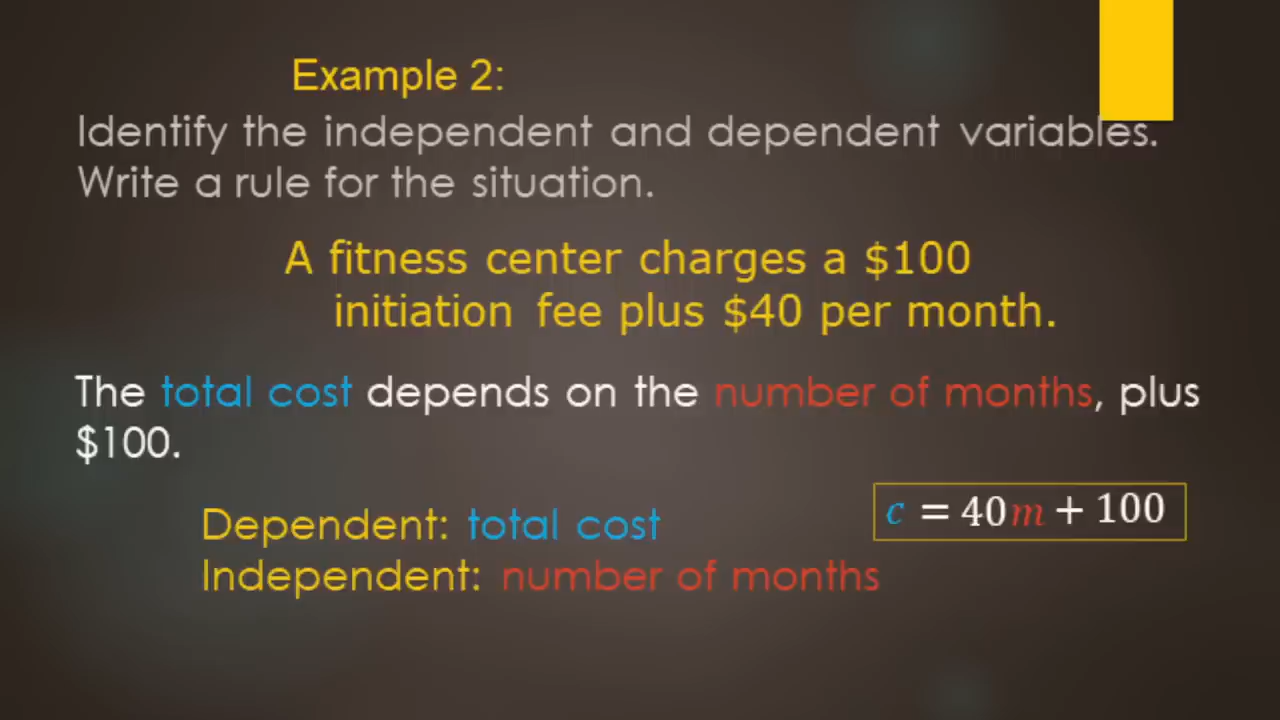 Example 2:
Identify the independent and dependent variables.
Write a rule for the situation.
A fitness center charges a $100
initiation fee plus $40 per month.
The total cost depends on the number of months, plus
$100.
c = 40m + 100
Dependent: total cost
Independent: number of months